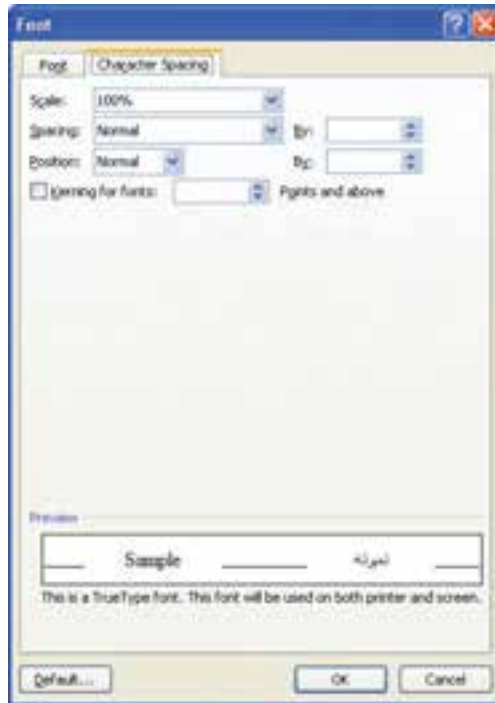 Font
Font Character Spacing
Scale: 100%
Spacing: Normal By:
Position: Normal By:
Kerning for fonts: Points and above
Preview
Sample نمونه
This is a TrueType font. This font will be used on both printer and screen.
Default... OK Cancel